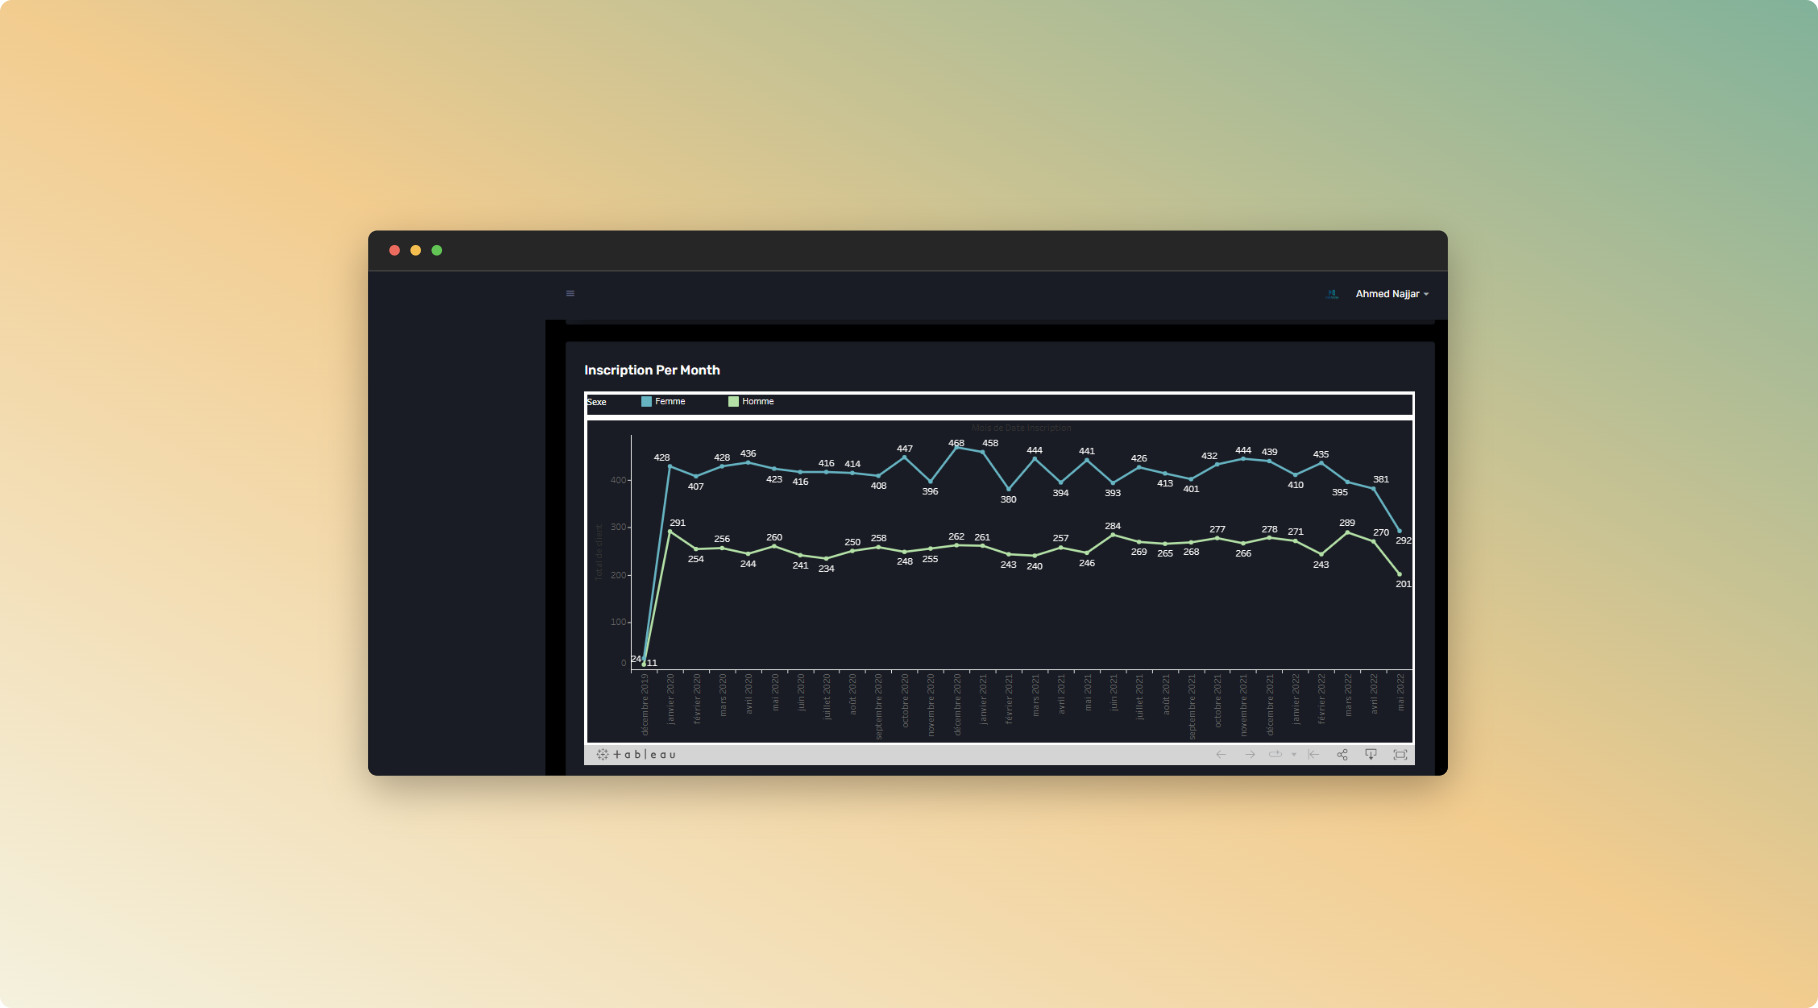 Ahmed Najjar
Inscription Per Month
Sexe Femme Homme
Mois de Date Inscription
Total de client
400
300
200
100
0
428 407 428 436 423 416 416 414 408 447 396 468 458 380 444 394 441 393 426 413 401 432 444 439 410 435 395 381 292
291 254 256 244 260 241 234 250 258 248 255 262 261 243 240 257 246 284 269 265 268 277 266 278 271 243 289 270 201
24 11
décembre 2019
janvier 2020
février 2020
mars 2020
avril 2020
mai 2020
juin 2020
juillet 2020
août 2020
septembre 2020
octobre 2020
novembre 2020
décembre 2020
janvier 2021
février 2021
mars 2021
avril 2021
mai 2021
juin 2021
juillet 2021
août 2021
septembre 2021
octobre 2021
novembre 2021
décembre 2021
janvier 2022
février 2022
mars 2022
avril 2022
mai 2022
+ableau